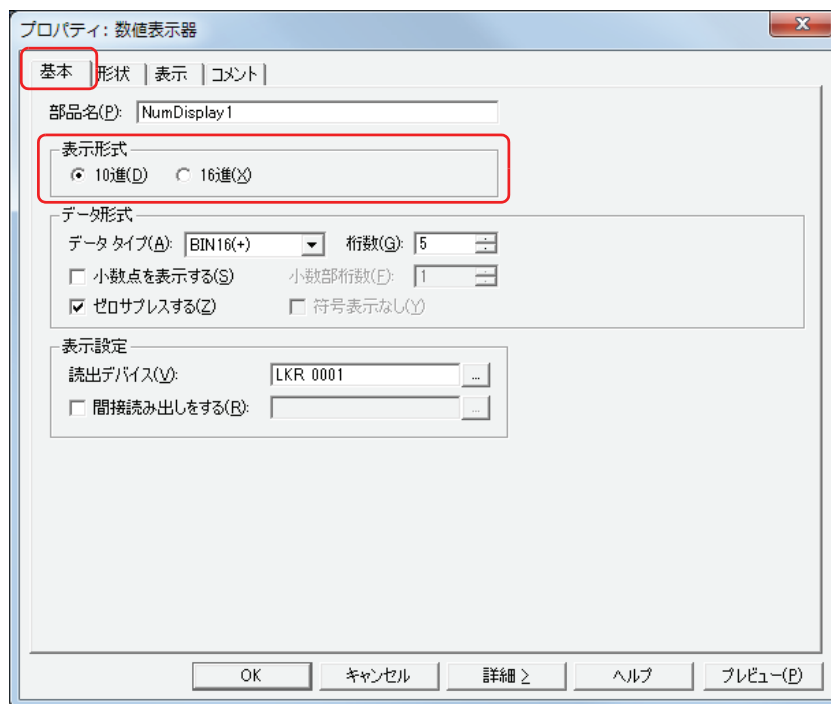 プロパティ: 数値表示器
基本 形状 表示 コメント
部品名(P): NumDisplay1
表示形式
10進(D) 16進(X)
データ形式
データ タイプ(A): BIN16(+) 桁数(G): 5
小数点を表示する(S) 小数部桁数(F): 1
ゼロサプレスする(Z) 符号表示なし(Y)
表示設定
読出デバイス(V): LKR 0001 ...
間接読み出しをする(R): ...
OK キャンセル 詳細 ≥ ヘルプ プレビュー(P)